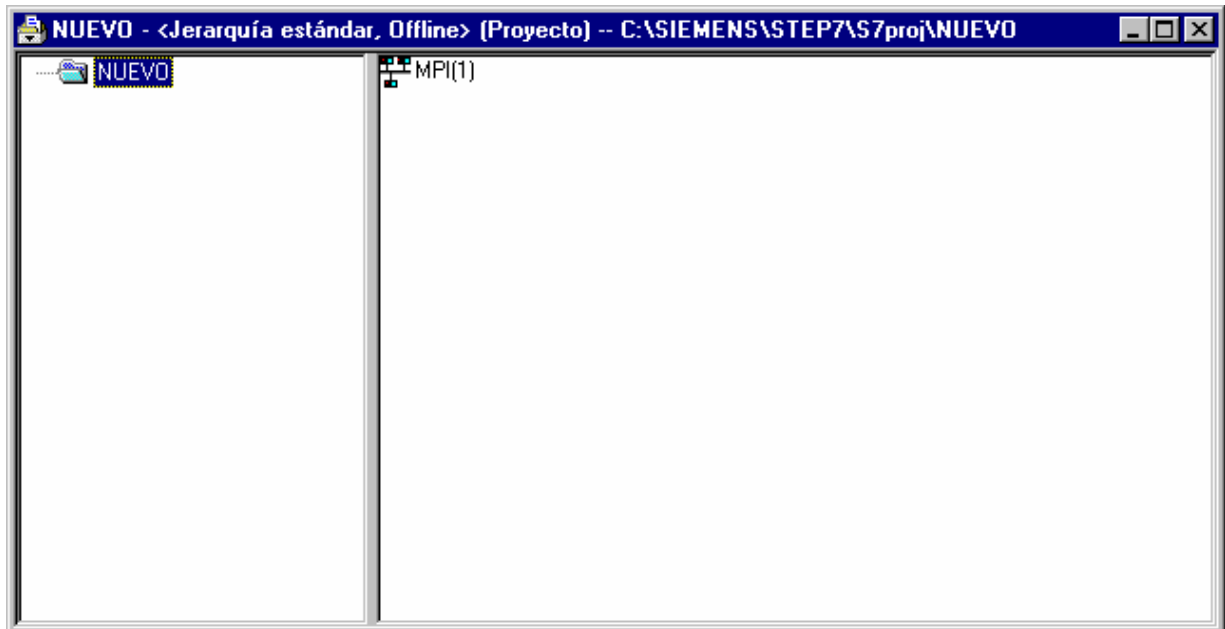 NUEVO - <Jerarquía estándar, Offline> (Proyecto) -- C:\SIEMENS\STEP7\S7proj\NUEVO
NUEVO
MPI(1)